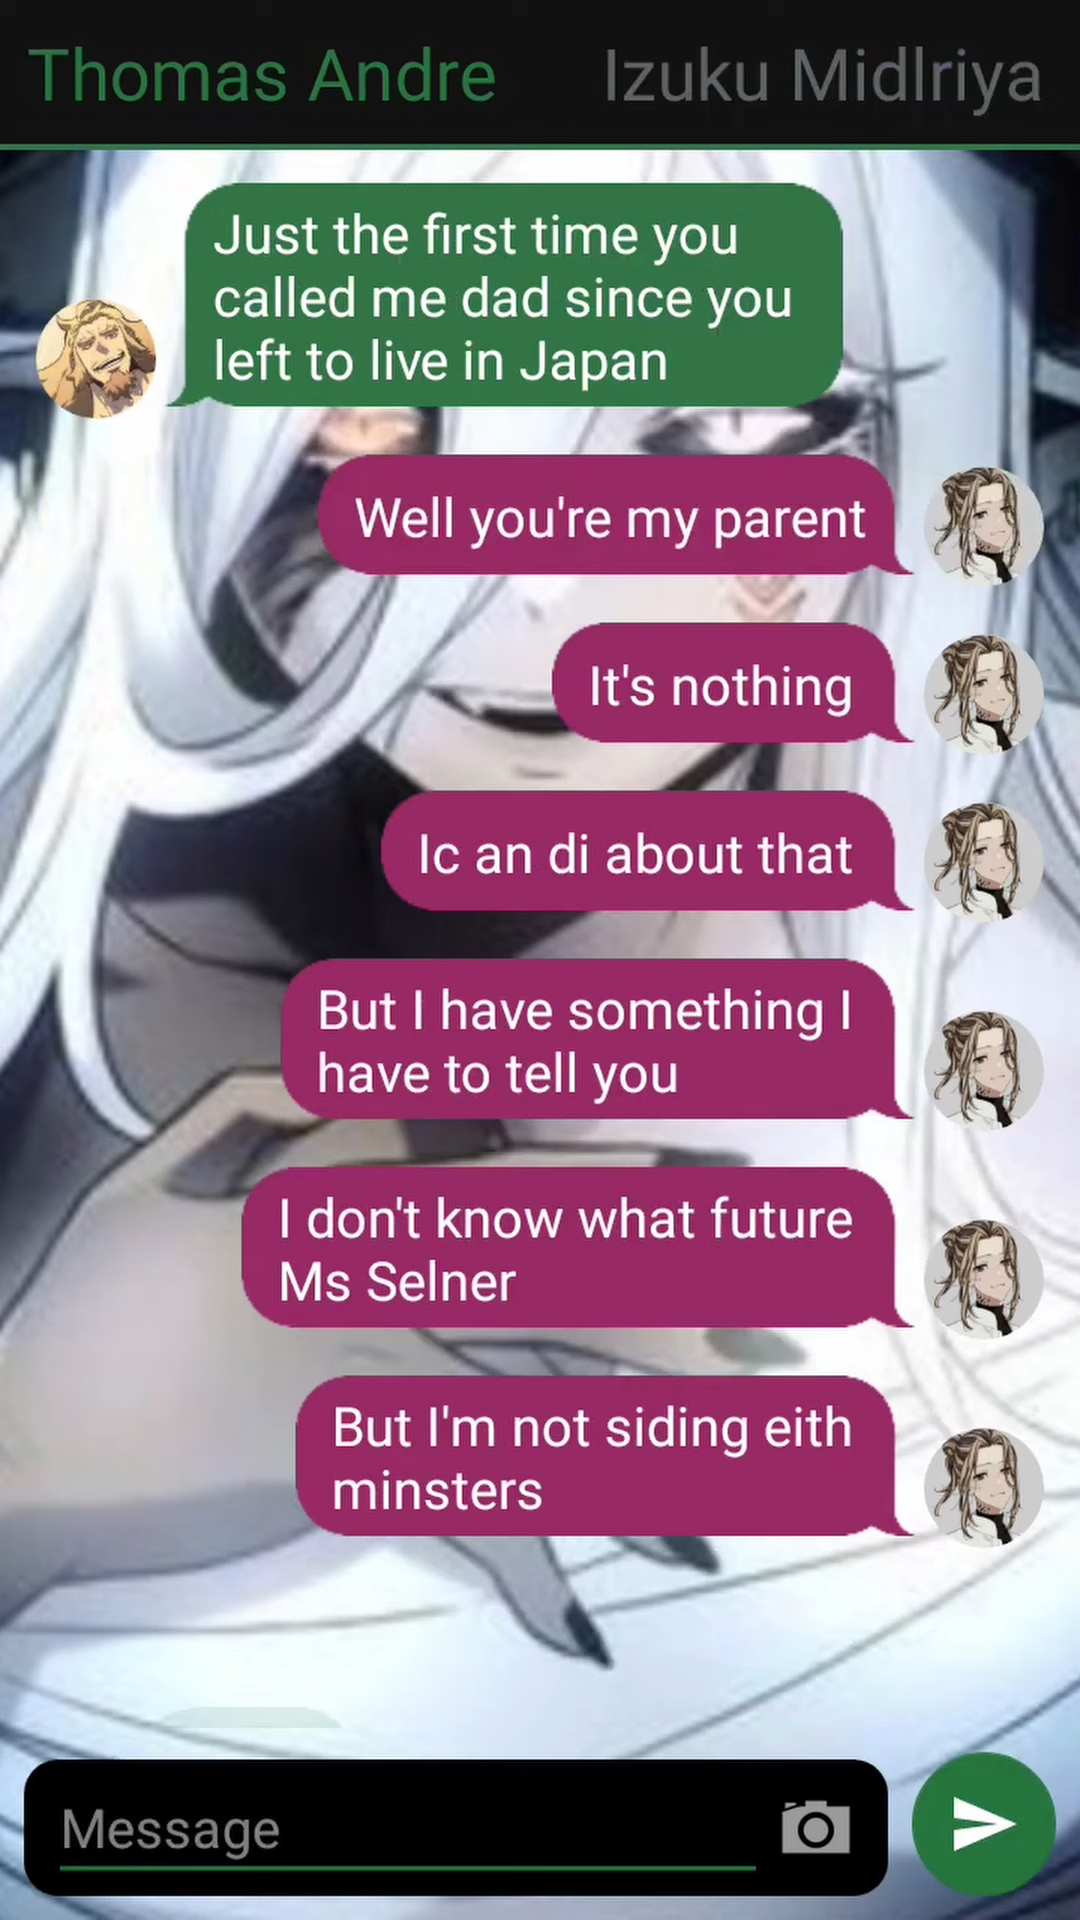 Thomas Andre Izuku Midlriya
Just the first time you
called me dad since you
left to live in Japan
Well you're my parent
It's nothing
Ic an di about that
But I have something I
have to tell you
I don't know what future
Ms Selner
But I'm not siding eith
minsters
Message